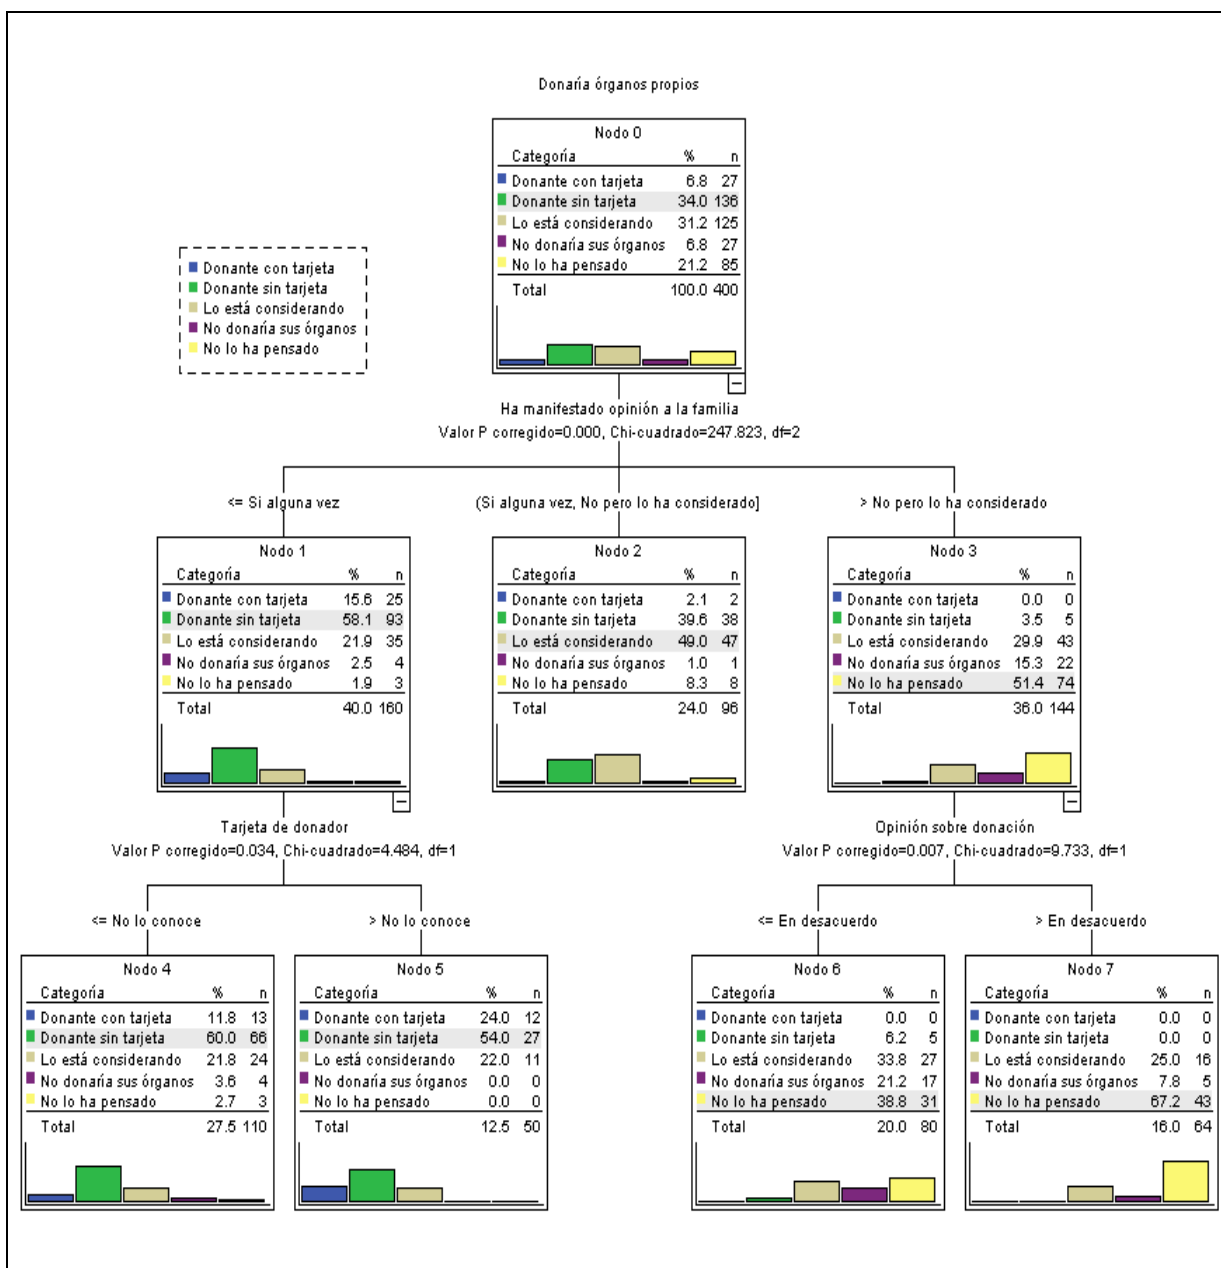 Donaría órganos propios
Nodo 0
Categoría % n
Donante con tarjeta 6.8 27
Donante sin tarjeta 34.0 136
Lo está considerando 31.2 125
No donaría sus órganos 6.8 27
No lo ha pensado 21.2 85
Total 100.0 400
Donante con tarjeta
Donante sin tarjeta
Lo está considerando
No donaría sus órganos
No lo ha pensado
Ha manifestado opinión a la familia
Valor P corregido=0.000, Chi-cuadrado=247.823, df=2
<= Si alguna vez
(Si alguna vez, No pero lo ha considerado]
> No pero lo ha considerado
Nodo 1
Categoría % n
Donante con tarjeta 15.6 25
Donante sin tarjeta 58.1 93
Lo está considerando 21.9 35
No donaría sus órganos 2.5 4
No lo ha pensado 1.9 3
Total 40.0 160
Nodo 2
Categoría % n
Donante con tarjeta 2.1 2
Donante sin tarjeta 39.6 38
Lo está considerando 49.0 47
No donaría sus órganos 1.0 1
No lo ha pensado 8.3 8
Total 24.0 96
Nodo 3
Categoría % n
Donante con tarjeta 0.0 0
Donante sin tarjeta 3.5 5
Lo está considerando 29.9 43
No donaría sus órganos 15.3 22
No lo ha pensado 51.4 74
Total 36.0 144
Tarjeta de donador
Valor P corregido=0.034, Chi-cuadrado=4.484, df=1
Opinión sobre donación
Valor P corregido=0.007, Chi-cuadrado=9.733, df=1
<= No lo conoce
> No lo conoce
<= En desacuerdo
> En desacuerdo
Nodo 4
Categoría % n
Donante con tarjeta 11.8 13
Donante sin tarjeta 60.0 66
Lo está considerando 21.8 24
No donaría sus órganos 3.6 4
No lo ha pensado 2.7 3
Total 27.5 110
Nodo 5
Categoría % n
Donante con tarjeta 24.0 12
Donante sin tarjeta 54.0 27
Lo está considerando 22.0 11
No donaría sus órganos 0.0 0
No lo ha pensado 0.0 0
Total 12.5 50
Nodo 6
Categoría % n
Donante con tarjeta 0.0 0
Donante sin tarjeta 6.2 5
Lo está considerando 33.8 27
No donaría sus órganos 21.2 17
No lo ha pensado 38.8 31
Total 20.0 80
Nodo 7
Categoría % n
Donante con tarjeta 0.0 0
Donante sin tarjeta 0.0 0
Lo está considerando 25.0 16
No donaría sus órganos 7.8 5
No lo ha pensado 67.2 43
Total 16.0 64